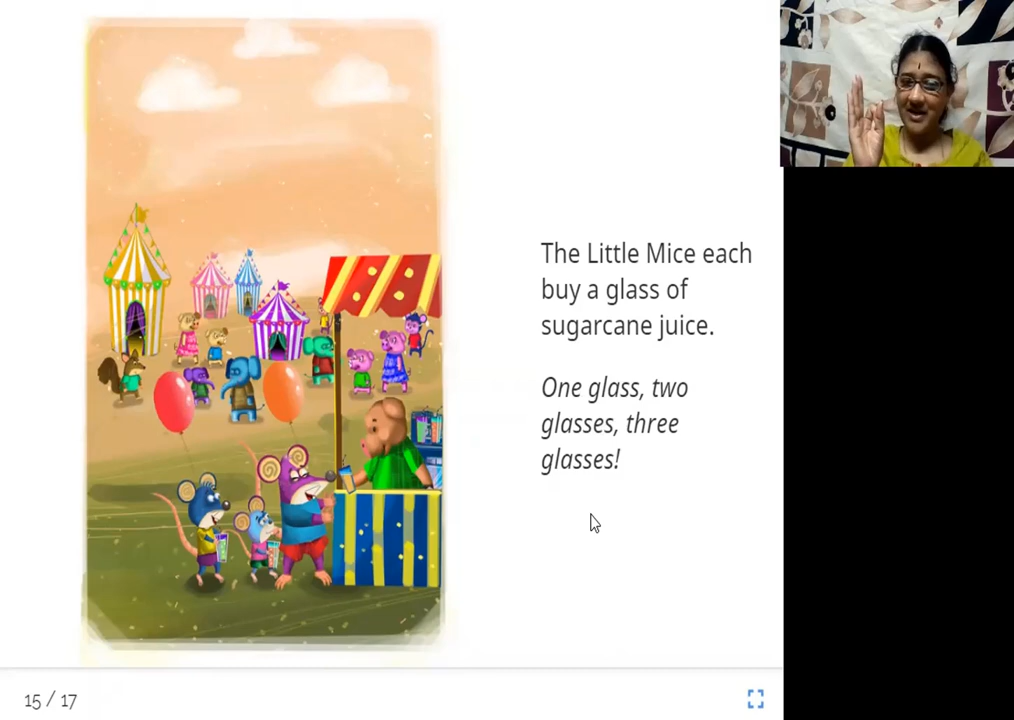 The Little Mice each
buy a glass of
sugarcane juice.
One glass, two
glasses, three
glasses!
15 / 17